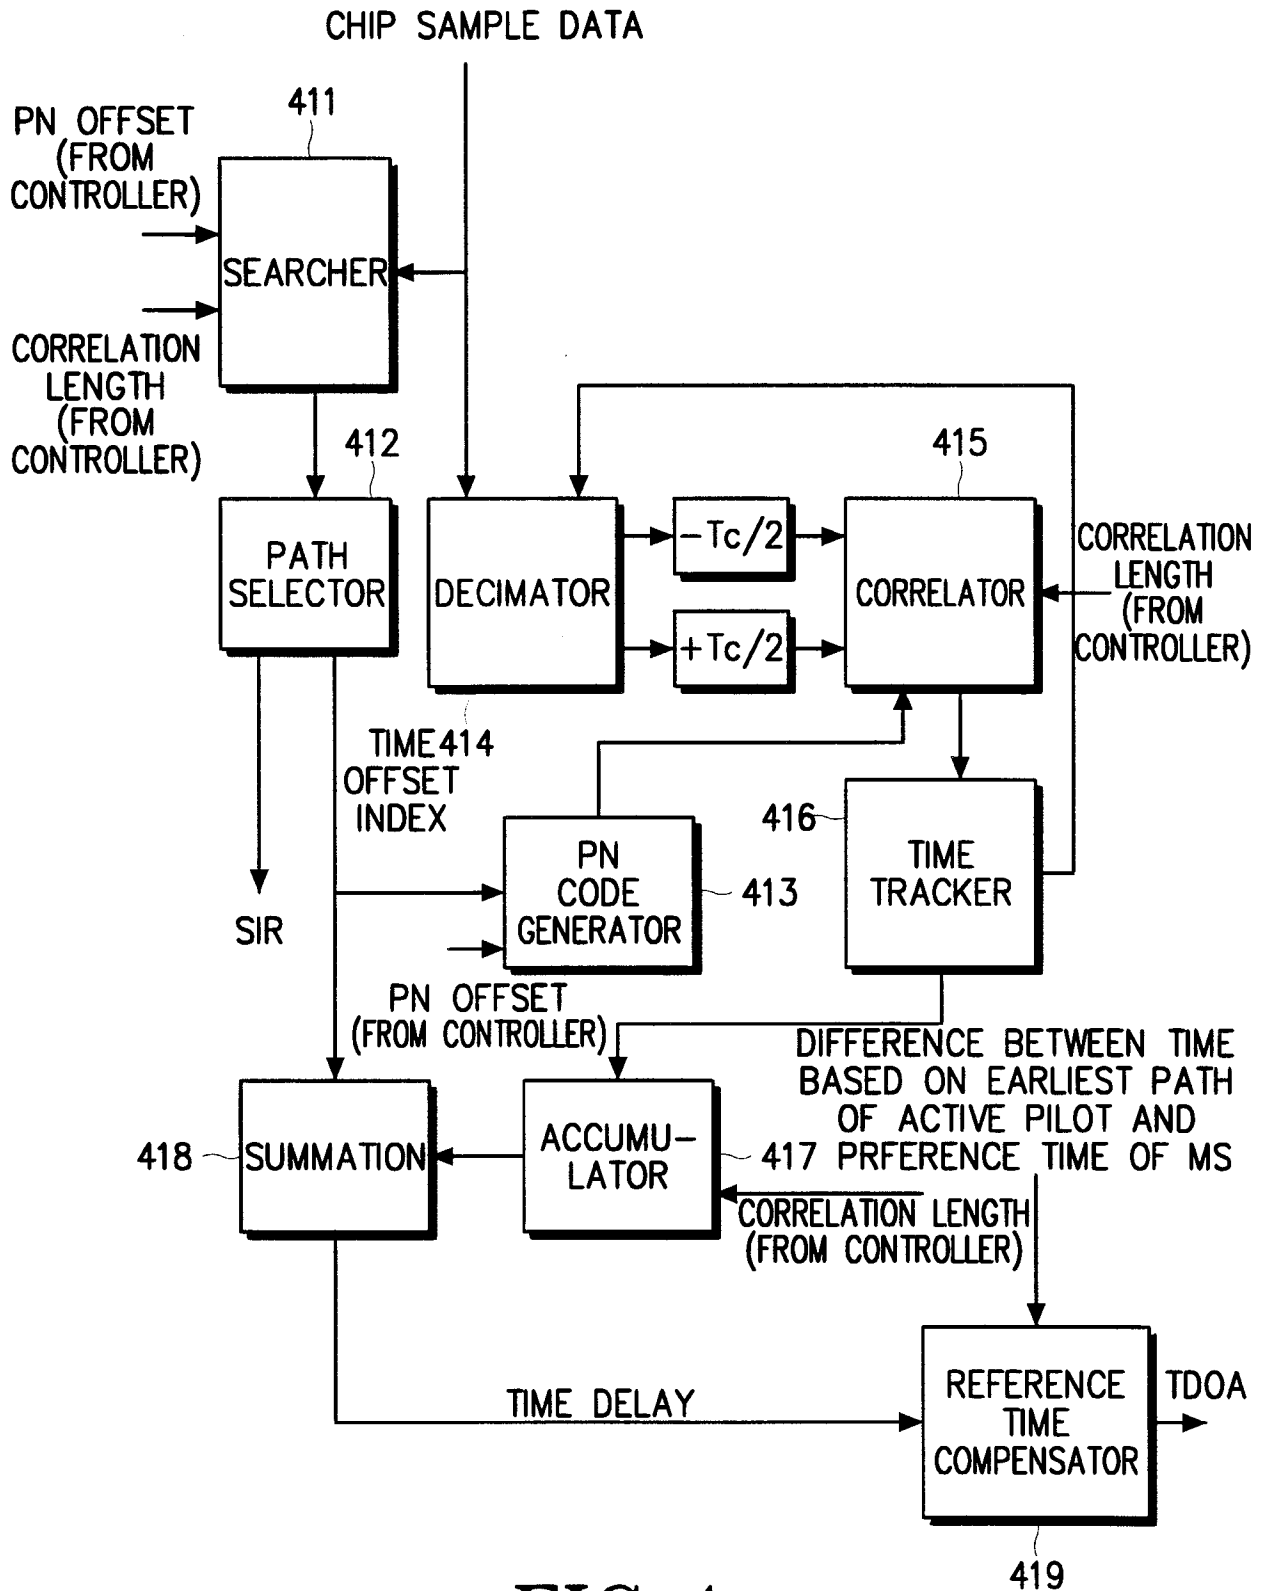 CHIP SAMPLE DATA
411
PN OFFSET
(FROM
CONTROLLER)
SEARCHER
CORRELATION
LENGTH
(FROM
CONTROLLER)
412
415
PATH
SELECTOR
DECIMATOR
-Tc/2
+Tc/2
CORRELATOR
CORRELATION
LENGTH
(FROM
CONTROLLER)
414
TIME
OFFSET
INDEX
416
TIME
TRACKER
PN
CODE
GENERATOR
413
SIR
PN OFFSET
(FROM CONTROLLER)
DIFFERENCE BETWEEN TIME
BASED ON EARLIEST PATH
OF ACTIVE PILOT AND
PRFERENCE TIME OF MS
418
SUMMATION
ACCUMU-
LATOR
417
CORRELATION LENGTH
(FROM CONTROLLER)
TIME DELAY
REFERENCE
TIME
COMPENSATOR
TDOA
419